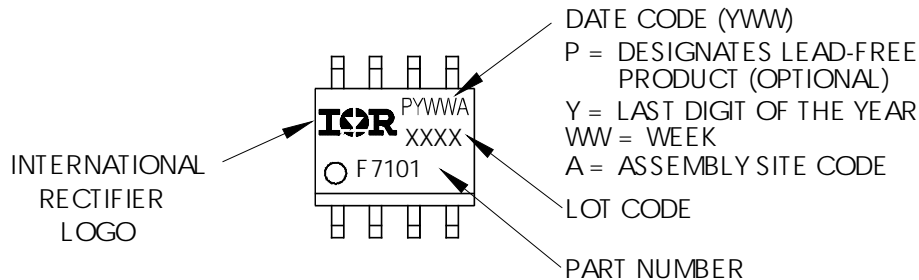 DATE CODE (YWW)
P = DESIGNATES LEAD-FREE
PRODUCT (OPTIONAL)
Y = LAST DIGIT OF THE YEAR
WW = WEEK
A = ASSEMBLY SITE CODE
LOT CODE
PART NUMBER
INTERNATIONAL
RECTIFIER
LOGO
PYWWA
IOR
XXXX
F7101